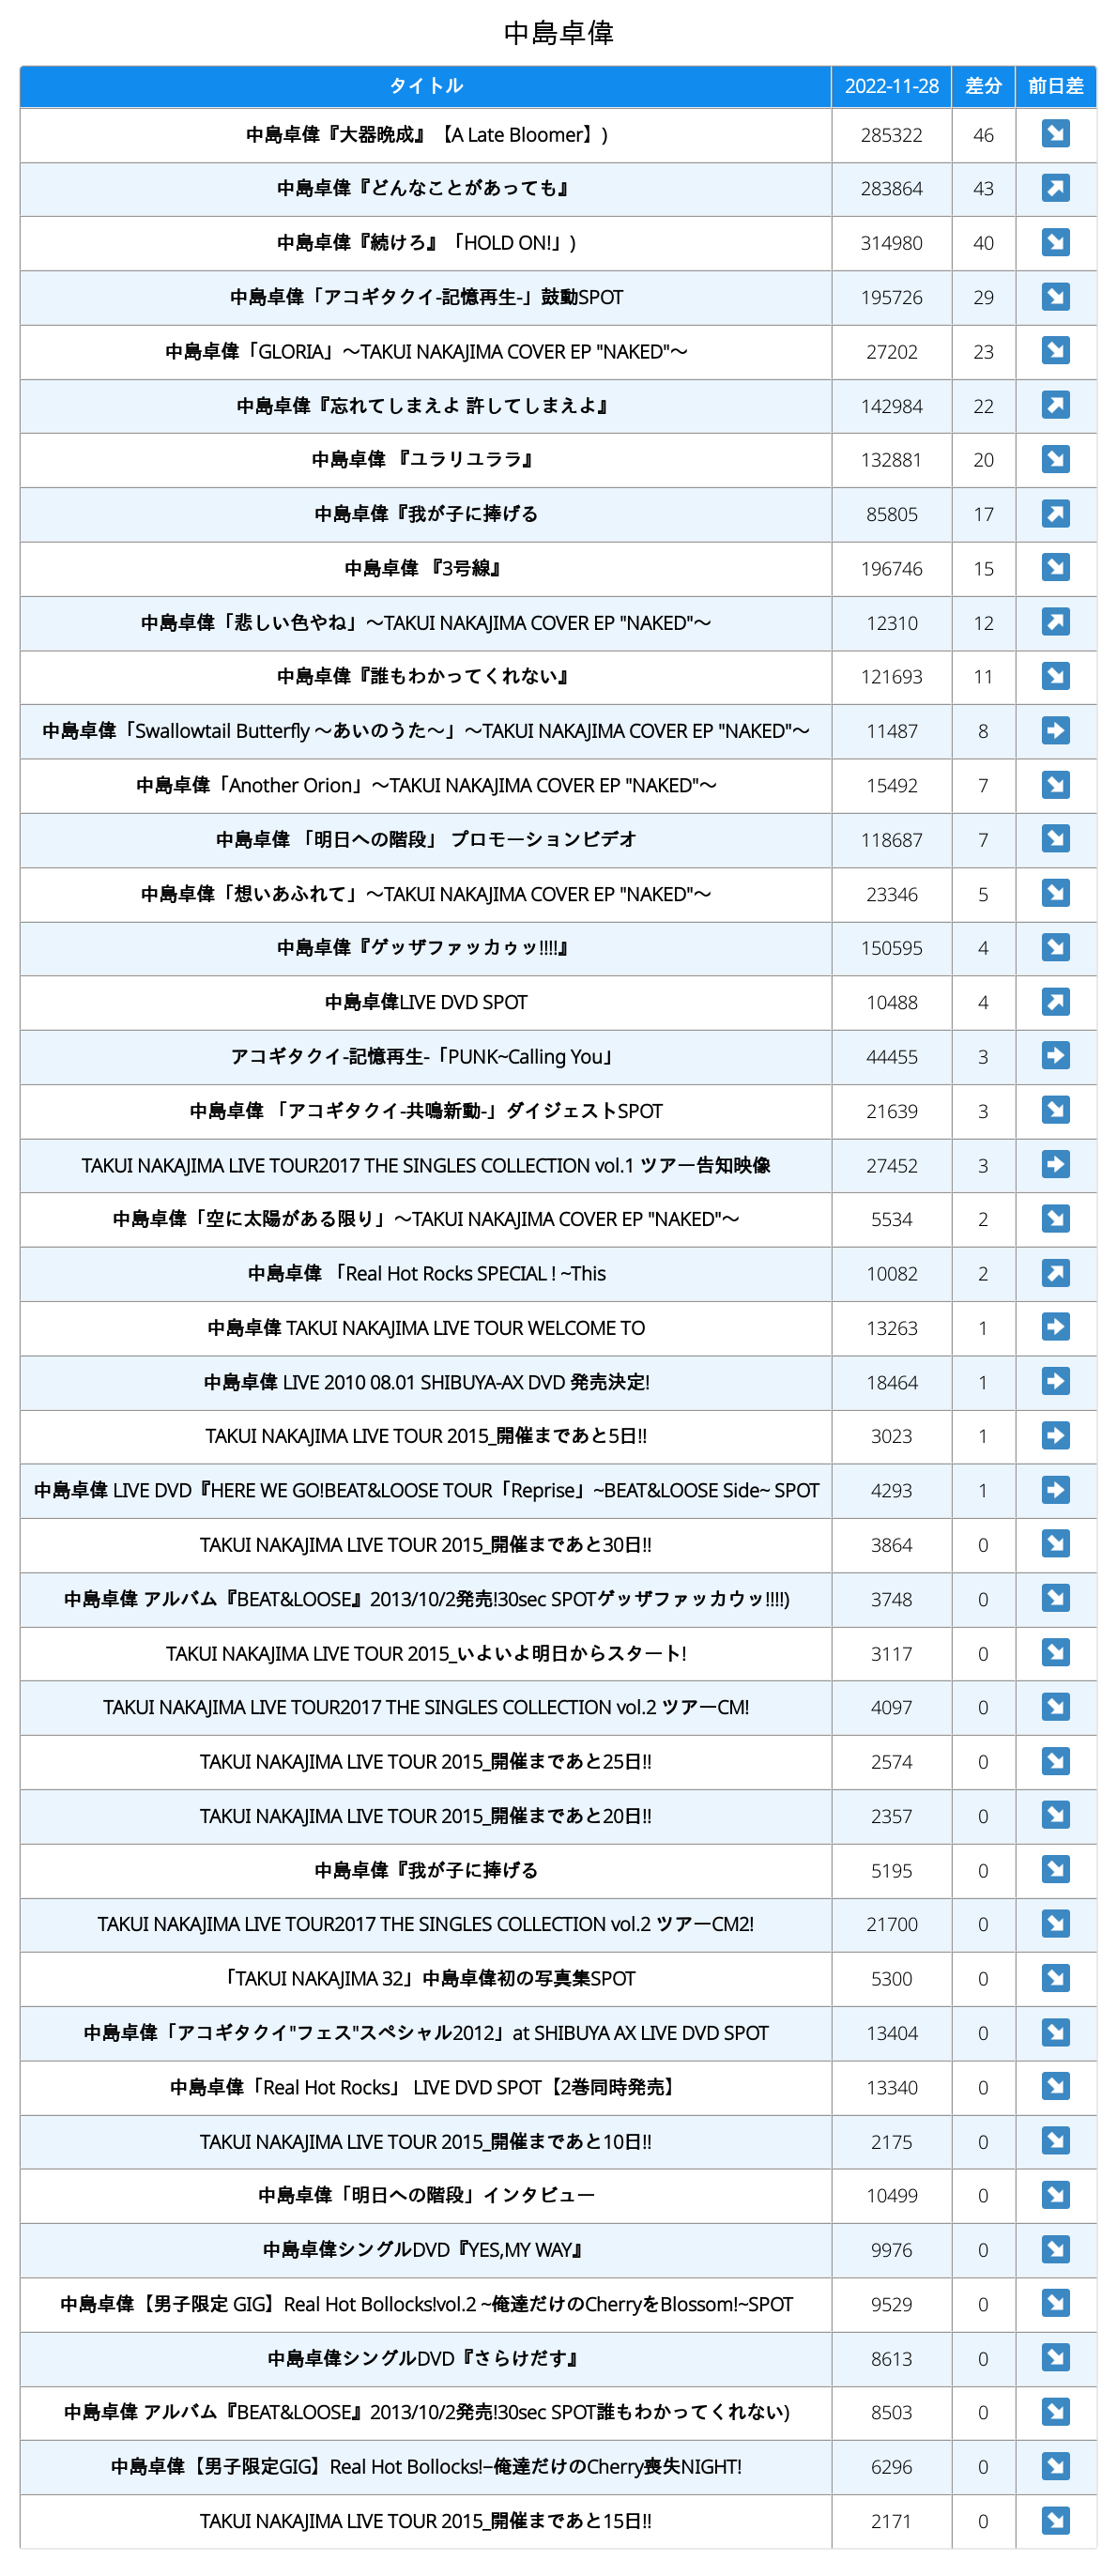 中島卓偉
タイトル 2022-11-28 差分 前日差
中島卓偉『大器晩成』【A Late Bloomer】) 285322 46 ↘
中島卓偉『どんなことがあっても』 283864 43 ↗
中島卓偉『続けろ』「HOLD ON!」) 314980 40 ↘
中島卓偉「アコギタクイ-記憶再生-」鼓動SPOT 195726 29 ↘
中島卓偉「GLORIA」〜TAKUI NAKAJIMA COVER EP "NAKED"〜 27202 23 ↘
中島卓偉『忘れてしまえよ 許してしまえよ』 142984 22 ↗
中島卓偉 『ユラリユララ』 132881 20 ↘
中島卓偉『我が子に捧げる 85805 17 ↗
中島卓偉 『3号線』 196746 15 ↘
中島卓偉「悲しい色やね」〜TAKUI NAKAJIMA COVER EP "NAKED"〜 12310 12 ↗
中島卓偉『誰もわかってくれない』 121693 11 ↘
中島卓偉「Swallowtail Butterfly 〜あいのうた〜」〜TAKUI NAKAJIMA COVER EP "NAKED"〜 11487 8 ➡
中島卓偉「Another Orion」〜TAKUI NAKAJIMA COVER EP "NAKED"〜 15492 7 ↘
中島卓偉 「明日への階段」 プロモーションビデオ 118687 7 ↘
中島卓偉「想いあふれて」〜TAKUI NAKAJIMA COVER EP "NAKED"〜 23346 5 ↘
中島卓偉『ゲッザファッカゥッ!!!!』 150595 4 ↘
中島卓偉LIVE DVD SPOT 10488 4 ↗
アコギタクイ-記憶再生-「PUNK~Calling You」 44455 3 ➡
中島卓偉 「アコギタクイ-共鳴新動-」ダイジェストSPOT 21639 3 ↘
TAKUI NAKAJIMA LIVE TOUR2017 THE SINGLES COLLECTION vol.1 ツアー告知映像 27452 3 ➡
中島卓偉「空に太陽がある限り」〜TAKUI NAKAJIMA COVER EP "NAKED"〜 5534 2 ↘
中島卓偉 「Real Hot Rocks SPECIAL ! ~This 10082 2 ↗
中島卓偉 TAKUI NAKAJIMA LIVE TOUR WELCOME TO 13263 1 ➡
中島卓偉 LIVE 2010 08.01 SHIBUYA-AX DVD 発売決定! 18464 1 ➡
TAKUI NAKAJIMA LIVE TOUR 2015_開催まであと5日!! 3023 1 ➡
中島卓偉 LIVE DVD『HERE WE GO!BEAT&LOOSE TOUR「Reprise」~BEAT&LOOSE Side~ SPOT 4293 1 ➡
TAKUI NAKAJIMA LIVE TOUR 2015_開催まであと30日!! 3864 0 ↘
中島卓偉 アルバム『BEAT&LOOSE』2013/10/2発売!30sec SPOTゲッザファッカウッ!!!!) 3748 0 ↘
TAKUI NAKAJIMA LIVE TOUR 2015_いよいよ明日からスタート! 3117 0 ↘
TAKUI NAKAJIMA LIVE TOUR2017 THE SINGLES COLLECTION vol.2 ツアーCM! 4097 0 ↘
TAKUI NAKAJIMA LIVE TOUR 2015_開催まであと25日!! 2574 0 ↘
TAKUI NAKAJIMA LIVE TOUR 2015_開催まであと20日!! 2357 0 ↘
中島卓偉『我が子に捧げる 5195 0 ↘
TAKUI NAKAJIMA LIVE TOUR2017 THE SINGLES COLLECTION vol.2 ツアーCM2! 21700 0 ↘
「TAKUI NAKAJIMA 32」中島卓偉初の写真集SPOT 5300 0 ↘
中島卓偉「アコギタクイ"フェス"スペシャル2012」at SHIBUYA AX LIVE DVD SPOT 13404 0 ↘
中島卓偉「Real Hot Rocks」 LIVE DVD SPOT【2巻同時発売】 13340 0 ↘
TAKUI NAKAJIMA LIVE TOUR 2015_開催まであと10日!! 2175 0 ↘
中島卓偉「明日への階段」インタビュー 10499 0 ↘
中島卓偉シングルDVD『YES,MY WAY』 9976 0 ↘
中島卓偉【男子限定 GIG】Real Hot Bollocks!vol.2 ~俺達だけのCherryをBlossom!~SPOT 9529 0 ↘
中島卓偉シングルDVD『さらけだす』 8613 0 ↘
中島卓偉 アルバム『BEAT&LOOSE』2013/10/2発売!30sec SPOT誰もわかってくれない) 8503 0 ↘
中島卓偉【男子限定GIG】Real Hot Bollocks!−俺達だけのCherry喪失NIGHT! 6296 0 ↘
TAKUI NAKAJIMA LIVE TOUR 2015_開催まであと15日!! 2171 0 ↘